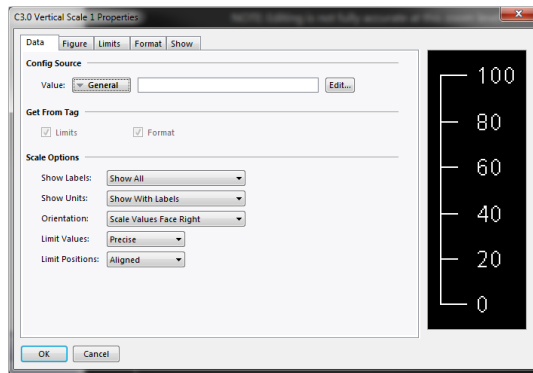 C3.0 Vertical Scale 1 Properties
Data Figure Limits Format Show
Config Source
Value: General Edit...
Get From Tag
Limits Format
Scale Options
Show Labels: Show All
Show Units: Show With Labels
Orientation: Scale Values Face Right
Limit Values: Precise
Limit Positions: Aligned
OK Cancel
100
80
60
40
20
0